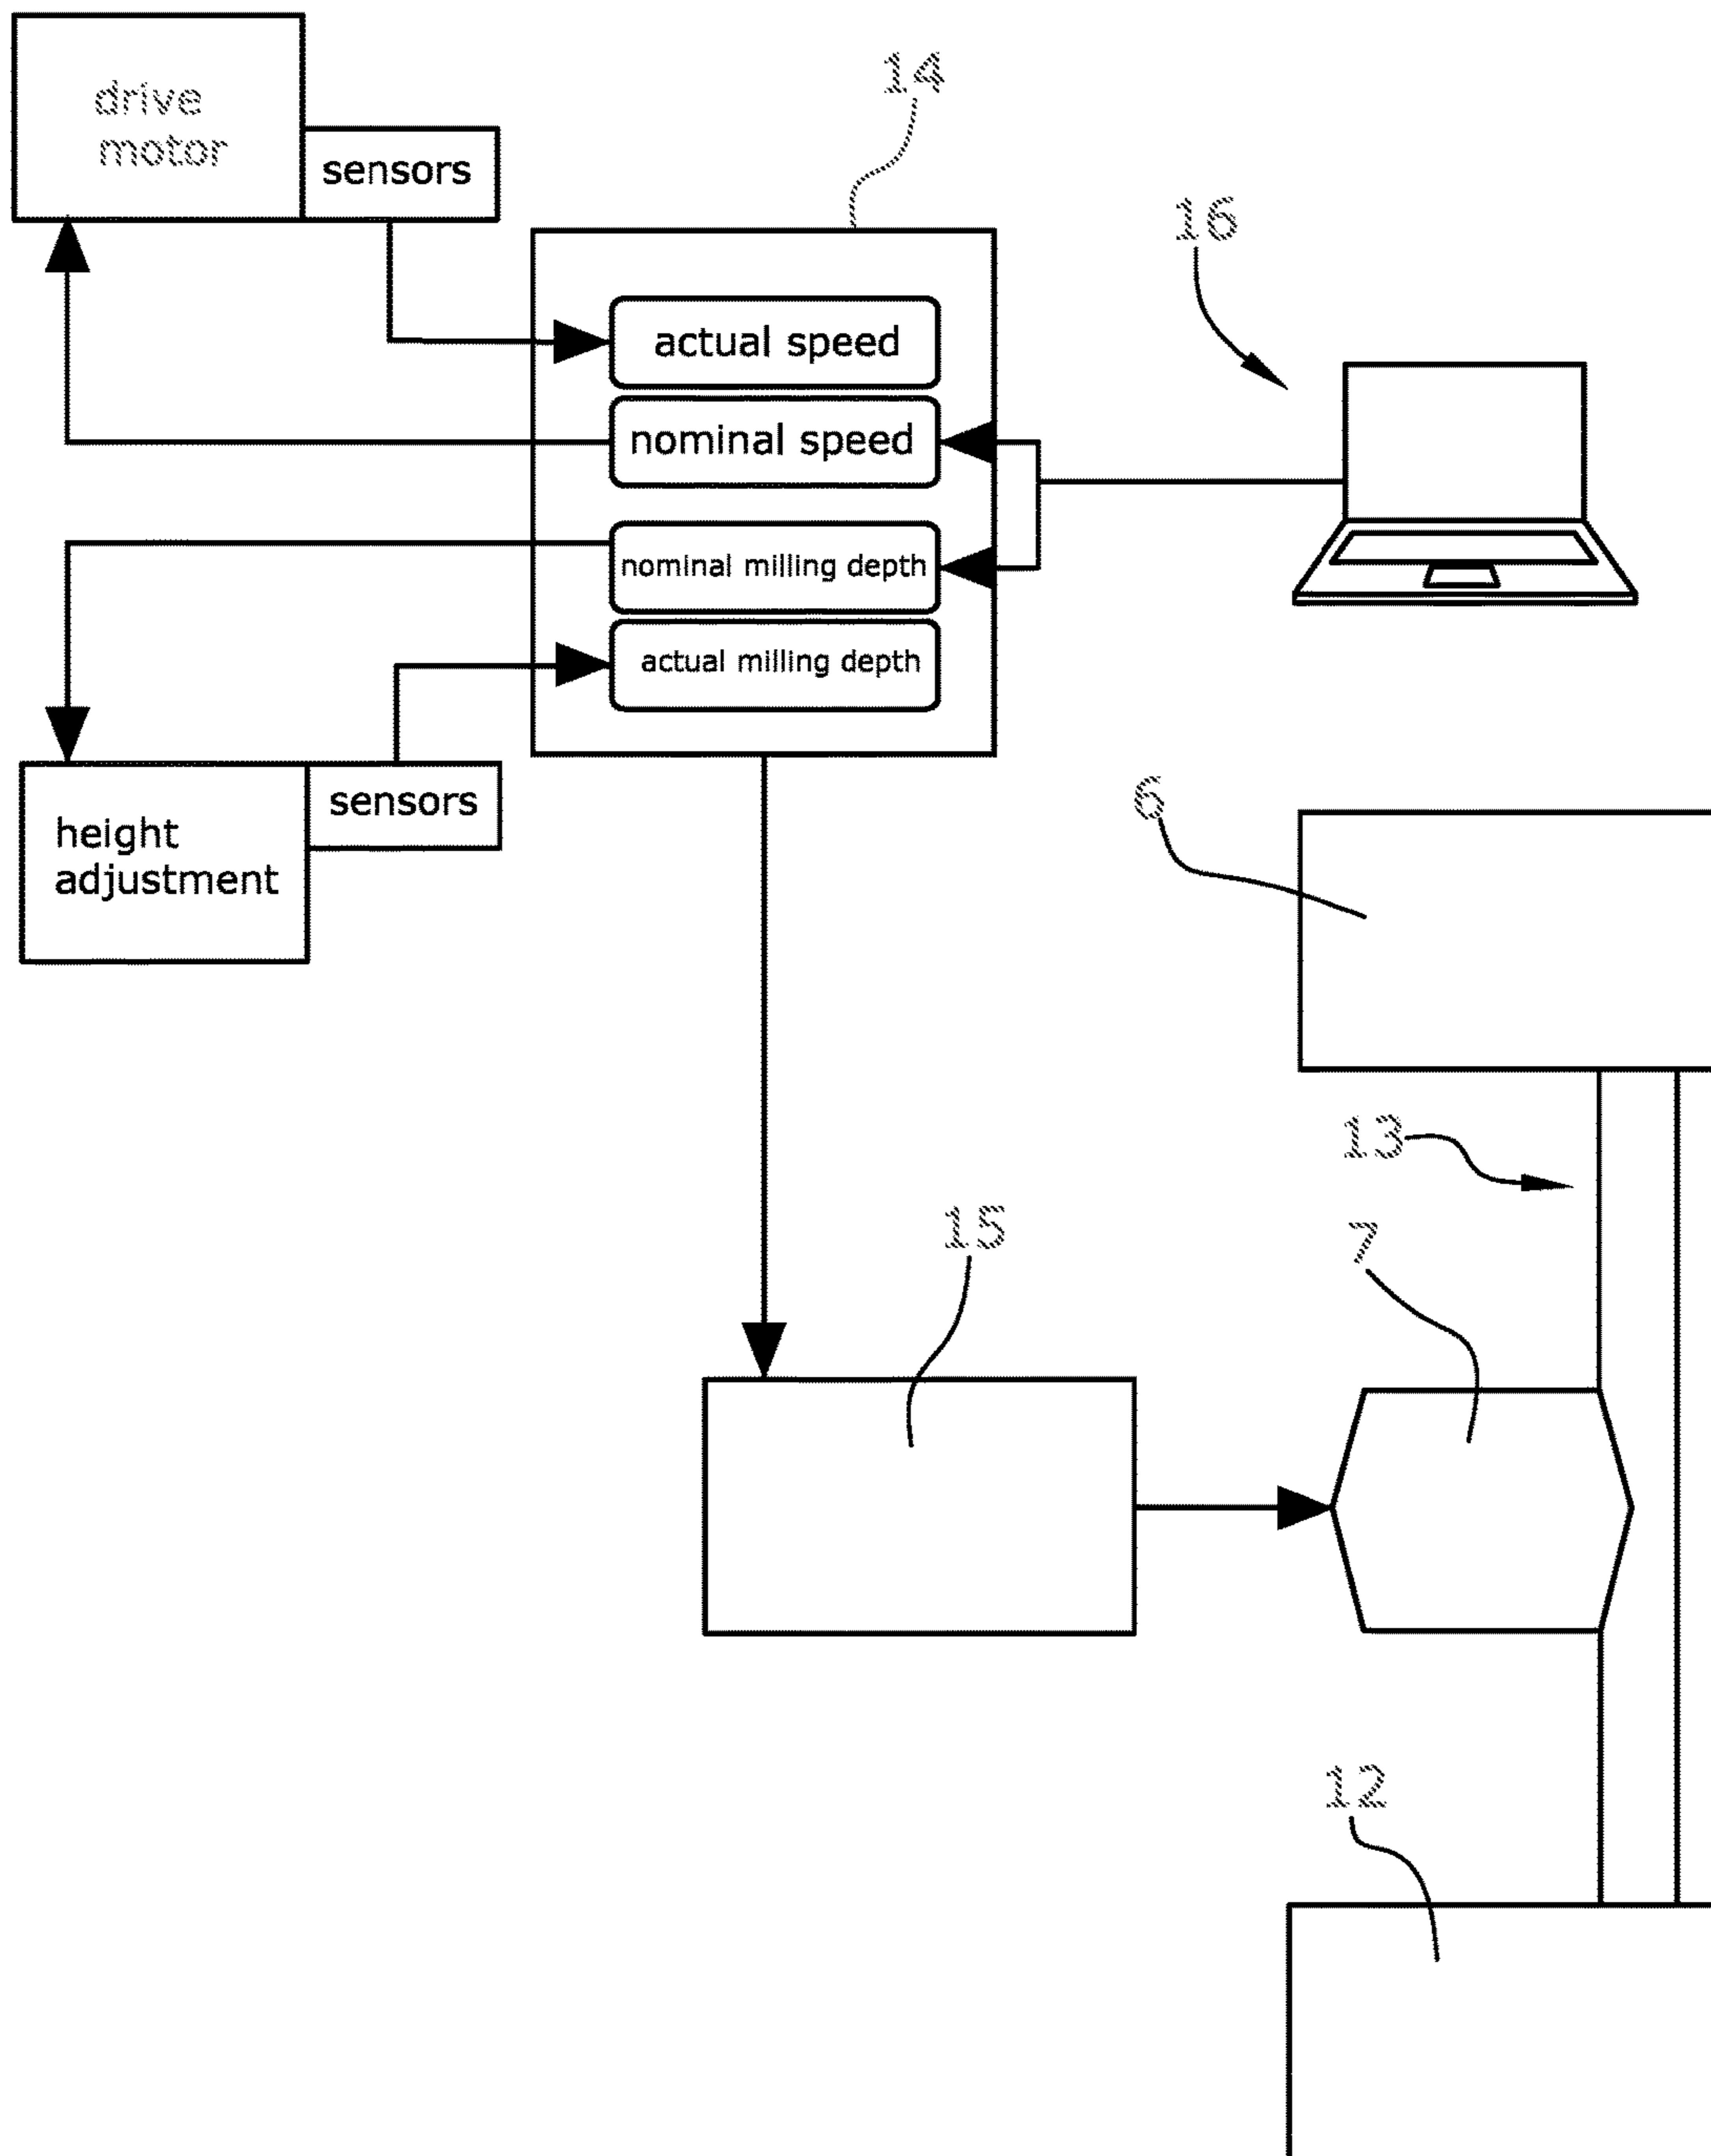 drive
motor
sensors
14
16
actual speed
nominal speed
nominal milling depth
actual milling depth
sensors
height
adjustment
6
13
15
7
12